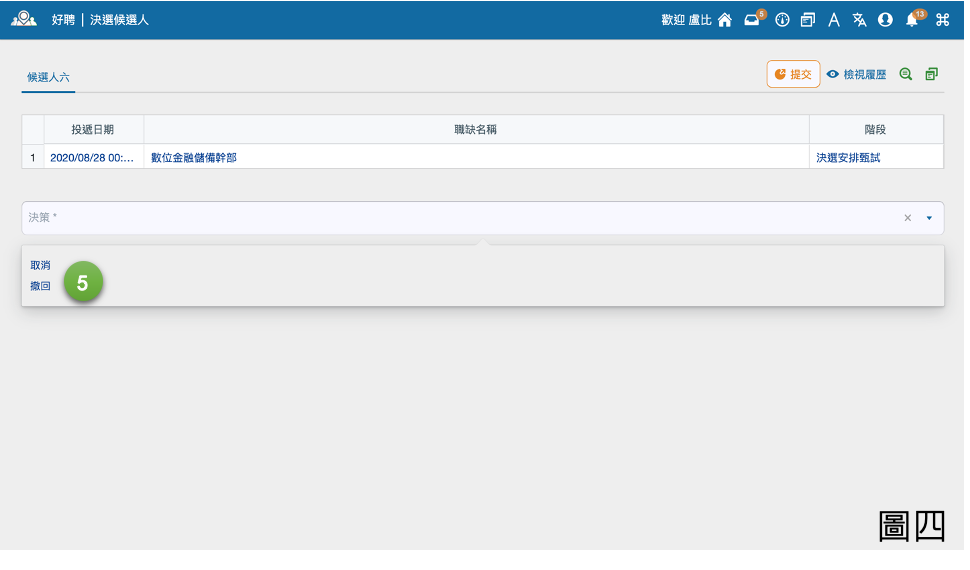 好聘 | 決選候選人
歡迎 盧比
5
13
候選人六
提交
檢視履歷
投遞日期
職缺名稱
階段
1
2020/08/28 00:...
數位金融儲備幹部
決選安排甄試
決策 *
取消
撤回
5
圖四